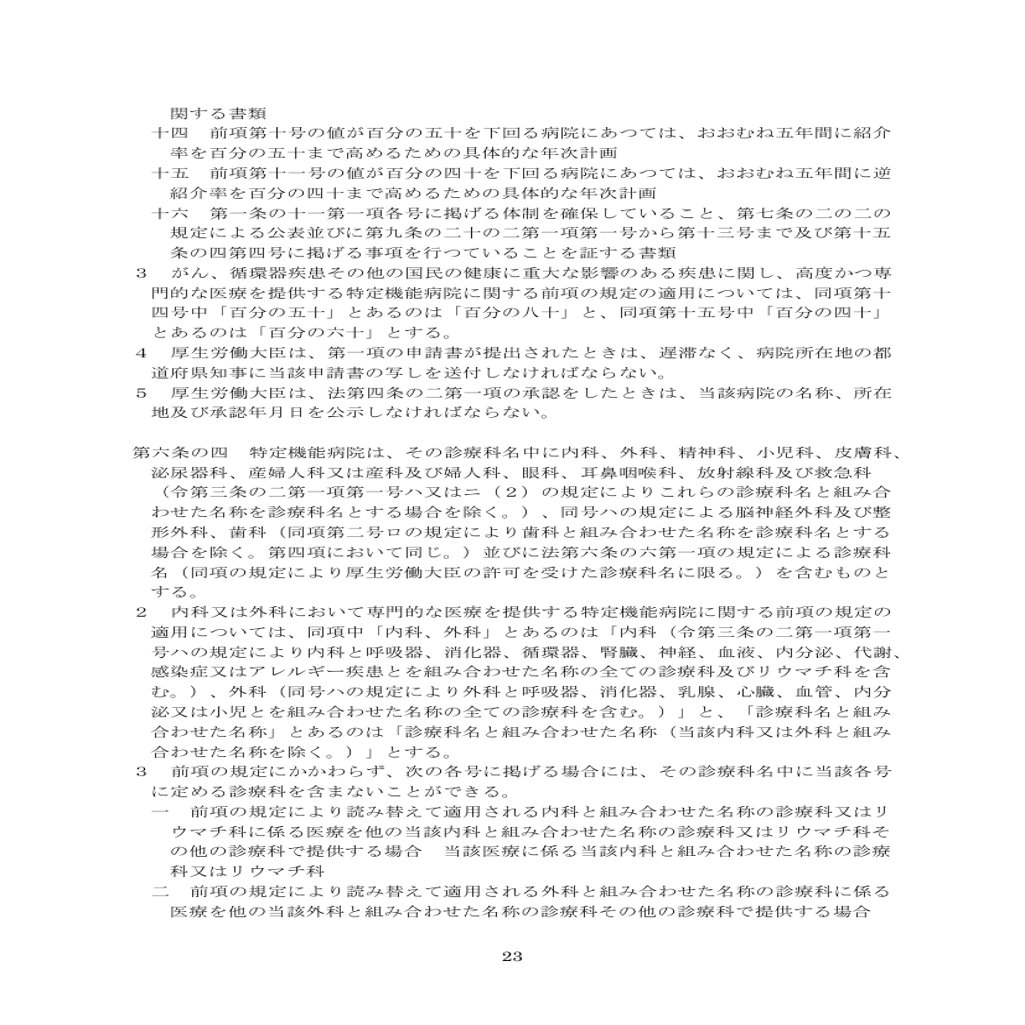 関する書類
十四　前項第十号の値が百分の五十を下回る病院にあつては、おおむね五年間に紹介
率を百分の五十まで高めるための具体的な年次計画
十五　前項第十一号の値が百分の四十を下回る病院にあつては、おおむね五年間に逆
紹介率を百分の四十まで高めるための具体的な年次計画
十六　第一条の十一第一項各号に掲げる体制を確保していること、第七条の二の二の
規定による公表並びに第九条の二十の二第一項第一号から第十三号まで及び第十五
条の四第四号に掲げる事項を行つていることを証する書類
３　がん、循環器疾患その他の国民の健康に重大な影響のある疾患に関し、高度かつ専
門的な医療を提供する特定機能病院に関する前項の規定の適用については、同項第十
四号中「百分の五十」とあるのは「百分の八十」と、同項第十五号中「百分の四十」
とあるのは「百分の六十」とする。
４　厚生労働大臣は、第一項の申請書が提出されたときは、遅滞なく、病院所在地の都
道府県知事に当該申請書の写しを送付しなければならない。
５　厚生労働大臣は、法第四条の二第一項の承認をしたときは、当該病院の名称、所在
地及び承認年月日を公示しなければならない。
第六条の四　特定機能病院は、その診療科名中に内科、外科、精神科、小児科、皮膚科、
泌尿器科、産婦人科又は産科及び婦人科、眼科、耳鼻咽喉科、放射線科及び救急科
（令第三条の二第一項第一号ハ又はニ（２）の規定によりこれらの診療科名と組み合
わせた名称を診療科名とする場合を除く。）、同号ハの規定による脳神経外科及び整
形外科、歯科（同項第二号ロの規定により歯科と組み合わせた名称を診療科名とする
場合を除く。第四項において同じ。）並びに法第六条の六第一項の規定による診療科
名（同項の規定により厚生労働大臣の許可を受けた診療科名に限る。）を含むものと
する。
２　内科又は外科において専門的な医療を提供する特定機能病院に関する前項の規定の
適用については、同項中「内科、外科」とあるのは「内科（令第三条の二第一項第一
号ハの規定により内科と呼吸器、消化器、循環器、腎臓、神経、血液、内分泌、代謝、
感染症又はアレルギー疾患とを組み合わせた名称の全ての診療科及びリウマチ科を含
む。）、外科（同号ハの規定により外科と呼吸器、消化器、乳腺、心臓、血管、内分
泌又は小児とを組み合わせた名称の全ての診療科を含む。）」と、「診療科名と組み
合わせた名称」とあるのは「診療科名と組み合わせた名称（当該内科又は外科と組み
合わせた名称を除く。）」とする。
３　前項の規定にかかわらず、次の各号に掲げる場合には、その診療科名中に当該各号
に定める診療科を含まないことができる。
一　前項の規定により読み替えて適用される内科と組み合わせた名称の診療科又はリ
ウマチ科に係る医療を他の当該内科と組み合わせた名称の診療科又はリウマチ科そ
の他の診療科で提供する場合　当該医療に係る当該内科と組み合わせた名称の診療
科又はリウマチ科
二　前項の規定により読み替えて適用される外科と組み合わせた名称の診療科に係る
医療を他の当該外科と組み合わせた名称の診療科その他の診療科で提供する場合
23